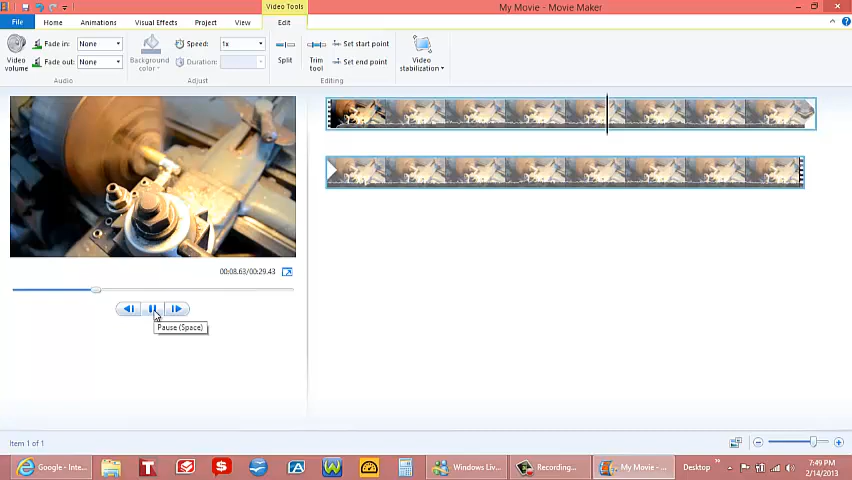 Video Tools
My Movie - Movie Maker
File Home Animations Visual Effects Project View Edit
Video volume
Fade in: None
Fade out: None
Audio
Background color
Speed: 1x
Duration:
Adjust
Split
Trim tool
Set start point
Set end point
Editing
Video stabilization
00:08.63/00:29.43
Pause (Space)
Item 1 of 1
Google - Inte...
Windows Liv...
Recording...
My Movie - ...
Desktop
7:49 PM
2/14/2013